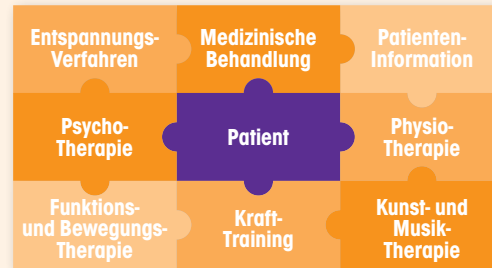 Entspannungs-
Verfahren
Medizinische
Behandlung
Patienten-
Information
Psycho-
Therapie
Patient
Physio-
Therapie
Funktions-
und Bewegungs-
Therapie
Kraft-
Training
Kunst- und
Musik-
Therapie